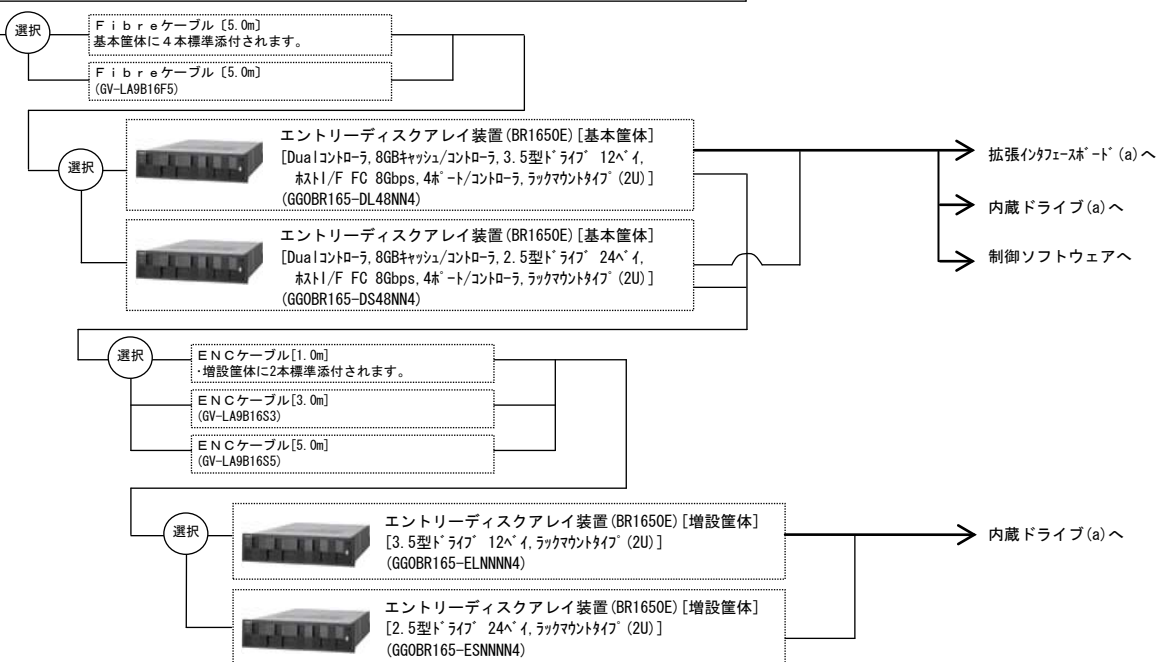 選択
Ｆｉｂｒｅケーブル〔5.0m〕
基本筐体に４本標準添付されます。
Ｆｉｂｒｅケーブル〔5.0m〕
(GV-LA9B16F5)
選択
エントリーディスクアレイ装置(BR1650E)[基本筐体]
[Dualｺﾝﾄﾛｰﾗ,8GBｷｬｯｼｭ/ｺﾝﾄﾛｰﾗ,3.5型ﾄﾞﾗｲﾌﾞ 12ﾍﾞｲ,
ﾎｽﾄI/F FC 8Gbps,4ﾎﾟｰﾄ/ｺﾝﾄﾛｰﾗ,ﾗｯｸﾏｳﾝﾄﾀｲﾌﾟ(2U)]
(GGOBR165-DL48NN4)
エントリーディスクアレイ装置(BR1650E)[基本筐体]
[Dualｺﾝﾄﾛｰﾗ,8GBｷｬｯｼｭ/ｺﾝﾄﾛｰﾗ,2.5型ﾄﾞﾗｲﾌﾞ 24ﾍﾞｲ,
ﾎｽﾄI/F FC 8Gbps,4ﾎﾟｰﾄ/ｺﾝﾄﾛｰﾗ,ﾗｯｸﾏｳﾝﾄﾀｲﾌﾟ(2U)]
(GGOBR165-DS48NN4)
拡張ｲﾝﾀﾌｪｰｽﾎﾞｰﾄﾞ(a)へ
内蔵ドライブ(a)へ
制御ソフトウェアへ
選択
ＥＮＣケーブル[1.0m]
･増設筐体に2本標準添付されます。
ＥＮＣケーブル[3.0m]
(GV-LA9B16S3)
ＥＮＣケーブル[5.0m]
(GV-LA9B16S5)
選択
エントリーディスクアレイ装置(BR1650E)[増設筐体]
[3.5型ﾄﾞﾗｲﾌﾞ 12ﾍﾞｲ,ﾗｯｸﾏｳﾝﾄﾀｲﾌﾟ(2U)]
(GGOBR165-ELNNNN4)
エントリーディスクアレイ装置(BR1650E)[増設筐体]
[2.5型ﾄﾞﾗｲﾌﾞ 24ﾍﾞｲ,ﾗｯｸﾏｳﾝﾄﾀｲﾌﾟ(2U)]
(GGOBR165-ESNNNN4)
内蔵ドライブ(a)へ